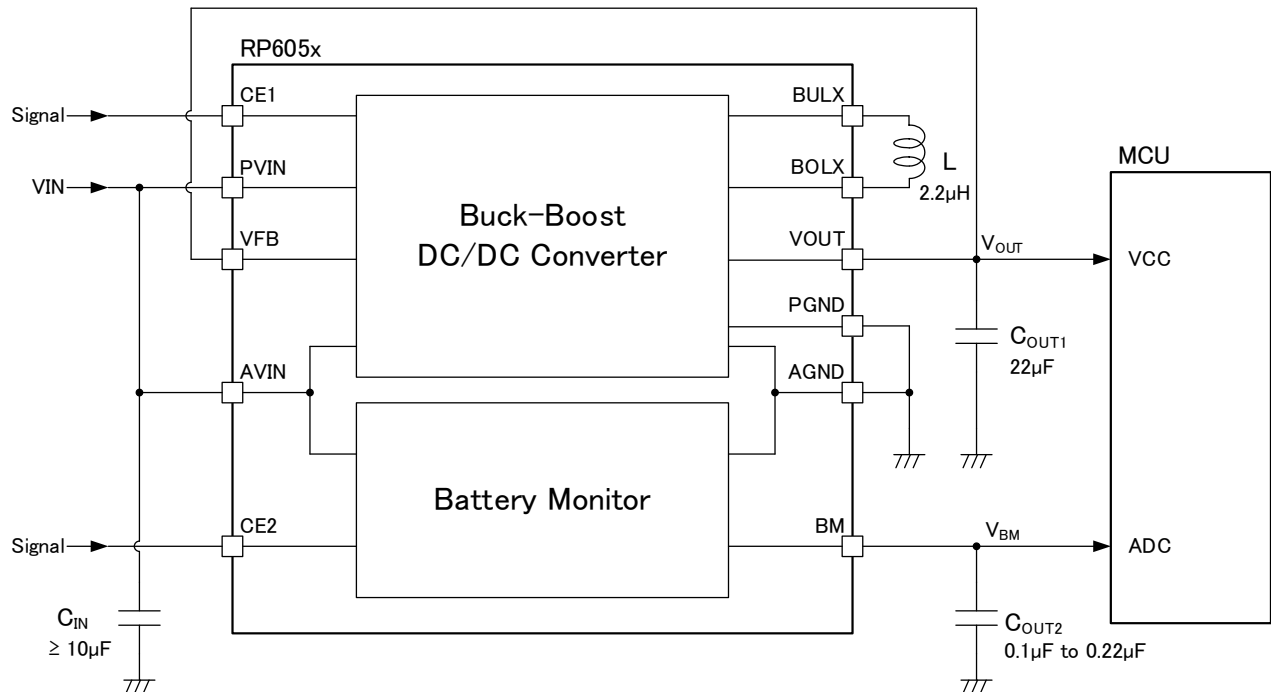 RP605x
Signal
CE1
BULX
VIN
PVIN
BOLX
L
2.2µH
MCU
Buck-Boost
DC/DC Converter
VFB
VOUT
VOUT
VCC
PGND
COUT1
22µF
AVIN
AGND
Battery Monitor
Signal
CE2
BM
VBM
ADC
CIN
≥ 10µF
COUT2
0.1µF to 0.22µF